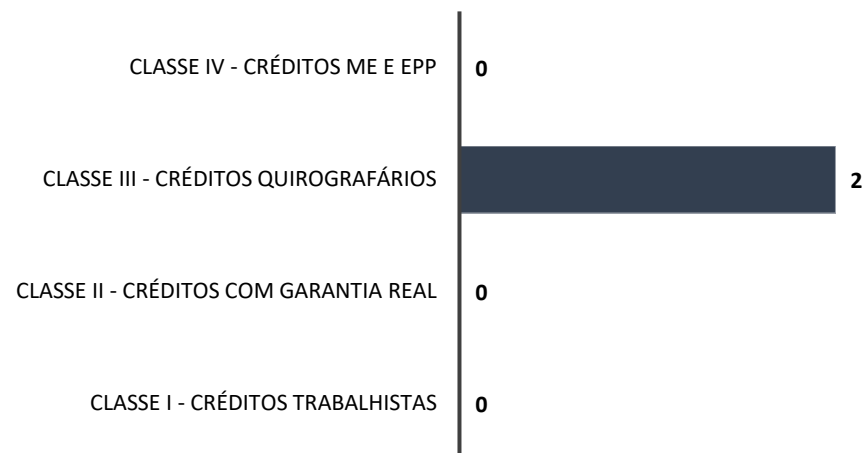 CLASSE IV - CRÉDITOS ME E EPP 0
CLASSE III - CRÉDITOS QUIROGRAFÁRIOS 2
CLASSE II - CRÉDITOS COM GARANTIA REAL 0
CLASSE I - CRÉDITOS TRABALHISTAS 0